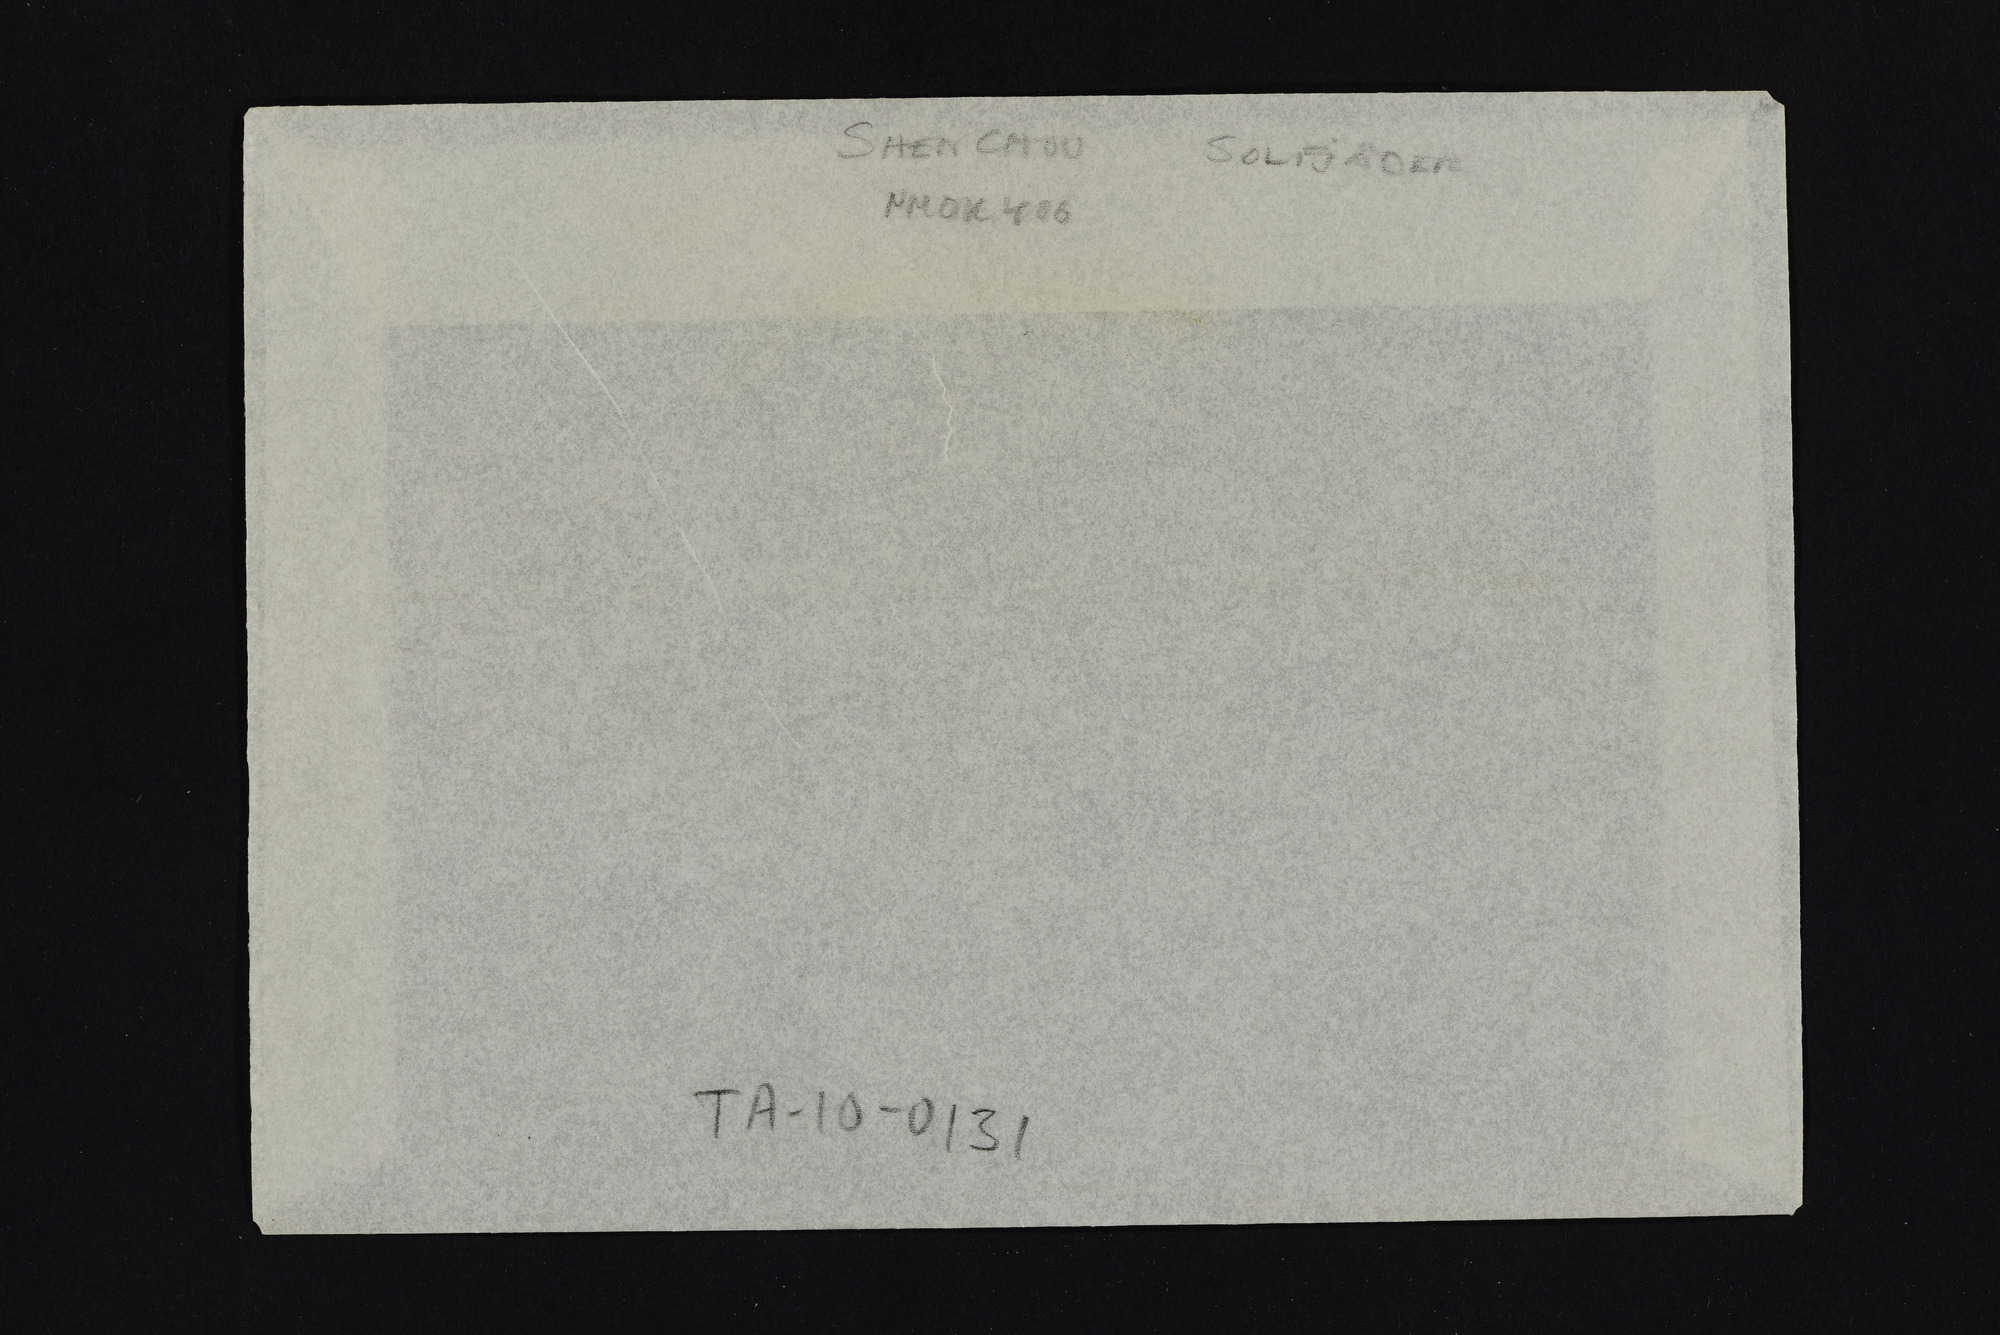 SHEN CHOU SOLFJÄDER
NMOK 406
TA-10-0131